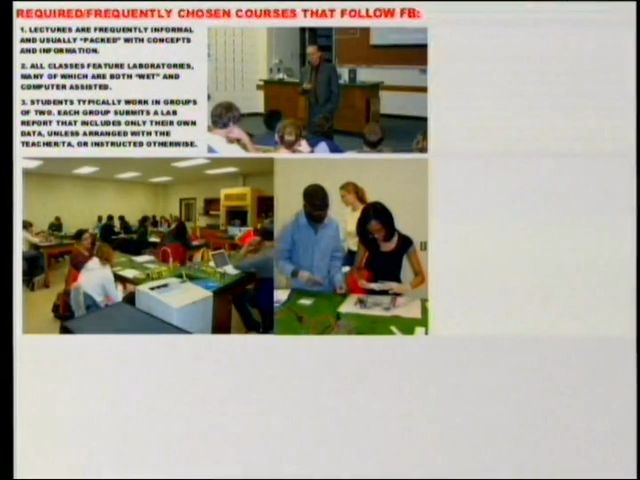 REQUIRED/FREQUENTLY CHOSEN COURSES THAT FOLLOW FB:
1. LECTURES ARE FREQUENTLY INFORMAL
AND USUALLY "PACKED" WITH CONCEPTS
AND INFORMATION.
2. ALL CLASSES FEATURE LABORATORIES,
MANY OF WHICH ARE BOTH "WET" AND
COMPUTER ASSISTED.
3. STUDENTS TYPICALLY WORK IN GROUPS
OF TWO. EACH GROUP SUBMITS A LAB
REPORT THAT INCLUDES ONLY THEIR OWN
DATA, UNLESS ARRANGED WITH THE
TEACHER/TA, OR INSTRUCTED OTHERWISE.